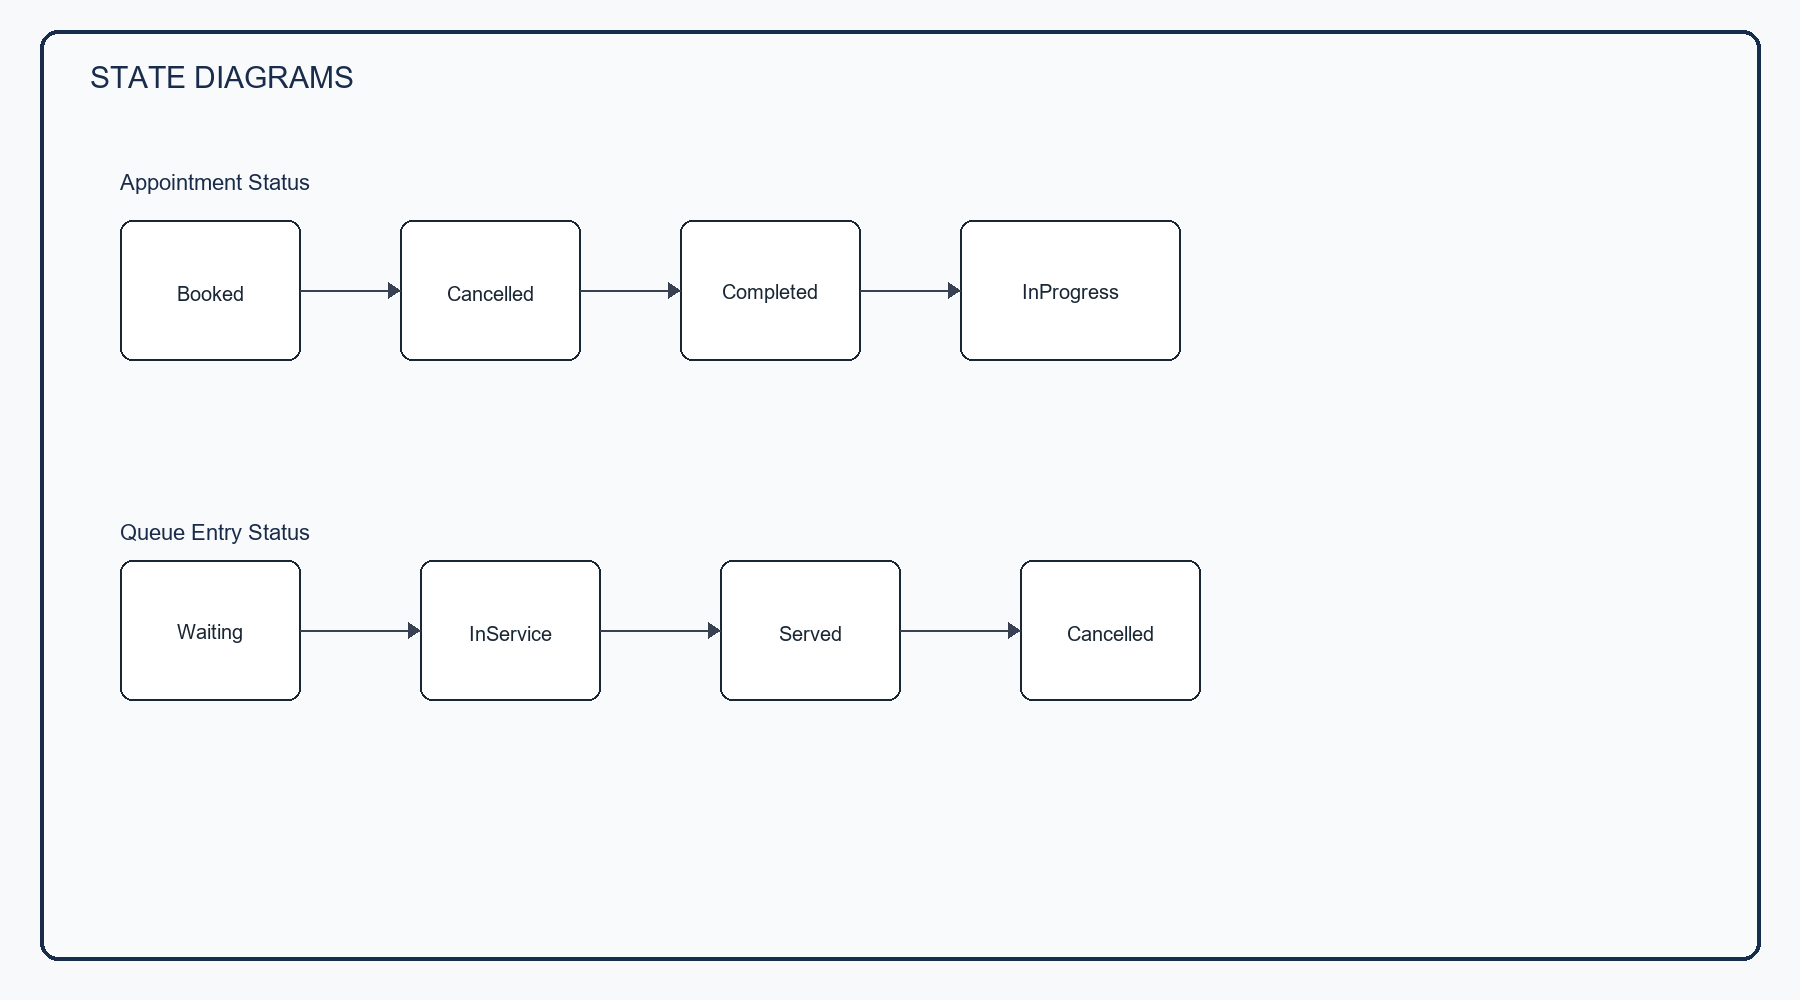 STATE DIAGRAMS
Appointment Status
Booked
Cancelled
Completed
InProgress
Queue Entry Status
Waiting
InService
Served
Cancelled